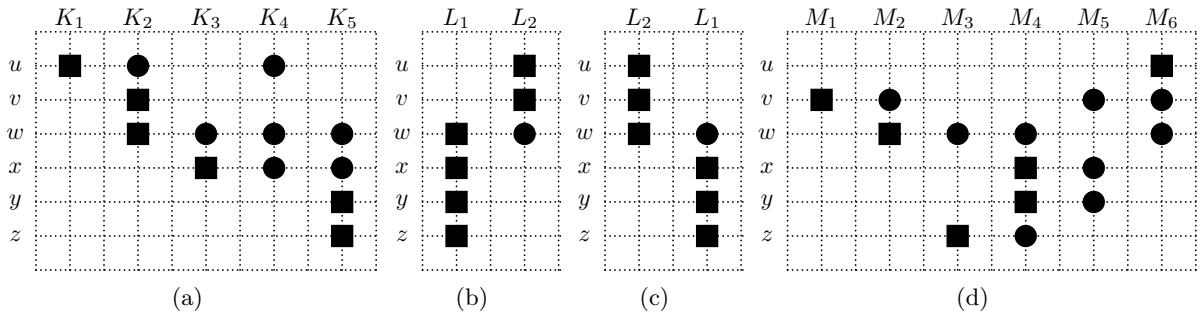 K₁ K₂ K₃ K₄ K₅ L₁ L₂ L₂ L₁ M₁ M₂ M₃ M₄ M₅ M₆
u u u u
v v v v
w w w w
x x x x
y y y y
z z z z
(a) (b) (c) (d)